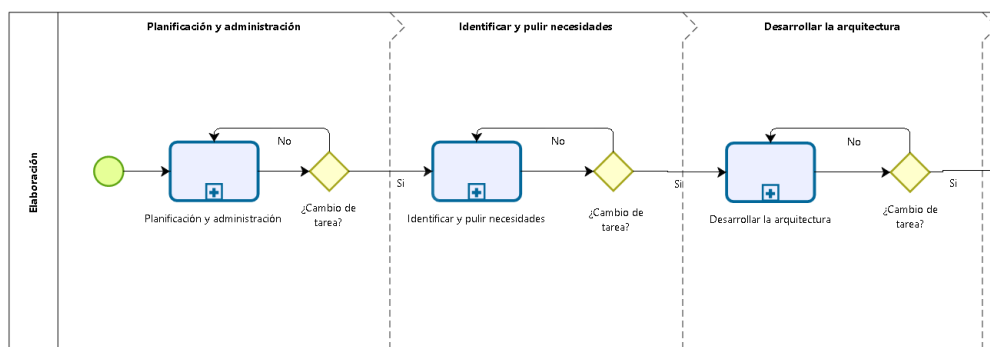 Planificación y administración
Identificar y pulir necesidades
Desarrollar la arquitectura
Elaboración
No
No
No
Si
Si
Si
Planificación y administración
¿Cambio de
tarea?
Identificar y pulir necesidades
¿Cambio de
tarea?
Desarrollar la arquitectura
¿Cambio de
tarea?